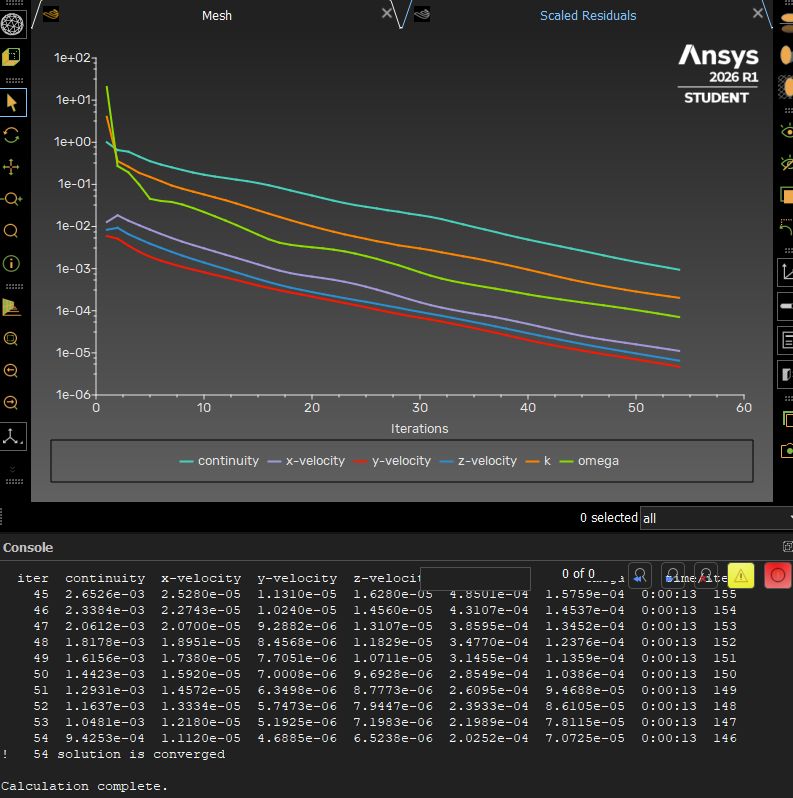 Mesh
Scaled Residuals
Ansys
2026 R1
STUDENT
1e+02
1e+01
1e+00
1e-01
1e-02
1e-03
1e-04
1e-05
1e-06
0 10 20 30 40 50 60
Iterations
continuity x-velocity y-velocity z-velocity k omega
0 selected all
Console
0 of 0
iter continuity x-velocity y-velocity
45 2.6526e-03 2.5280e-05 1.1310e-05 1.6280e-05 4.8501e-04 1.5759e-04 0:00:13 155
46 2.3384e-03 2.2743e-05 1.0240e-05 1.4560e-05 4.3107e-04 1.4537e-04 0:00:13 154
47 2.0612e-03 2.0700e-05 9.2882e-06 1.3107e-05 3.8595e-04 1.3452e-04 0:00:13 153
48 1.8178e-03 1.8951e-05 8.4568e-06 1.1829e-05 3.4770e-04 1.2376e-04 0:00:13 152
49 1.6156e-03 1.7380e-05 7.7051e-06 1.0711e-05 3.1455e-04 1.1359e-04 0:00:13 151
50 1.4423e-03 1.5920e-05 7.0008e-06 9.6928e-06 2.8549e-04 1.0386e-04 0:00:13 150
51 1.2931e-03 1.4572e-05 6.3498e-06 8.7773e-06 2.6095e-04 9.4688e-05 0:00:13 149
52 1.1637e-03 1.3334e-05 5.7473e-06 7.9447e-06 2.3933e-04 8.6105e-05 0:00:13 148
53 1.0481e-03 1.2180e-05 5.1925e-06 7.1983e-06 2.1989e-04 7.8115e-05 0:00:13 147
54 9.4253e-04 1.1120e-05 4.6885e-06 6.5238e-06 2.0252e-04 7.0725e-05 0:00:13 146
! 54 solution is converged
Calculation complete.